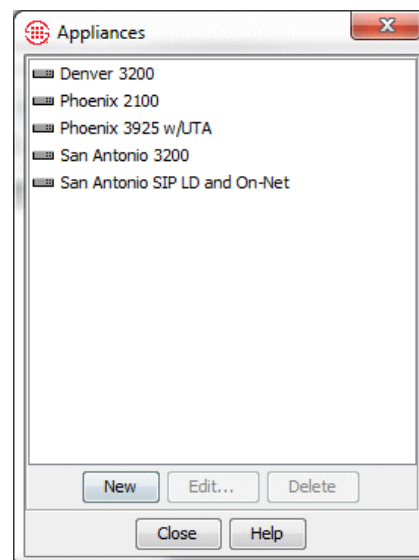 Appliances
Denver 3200
Phoenix 2100
Phoenix 3925 w/UTA
San Antonio 3200
San Antonio SIP LD and On-Net
New Edit... Delete
Close Help